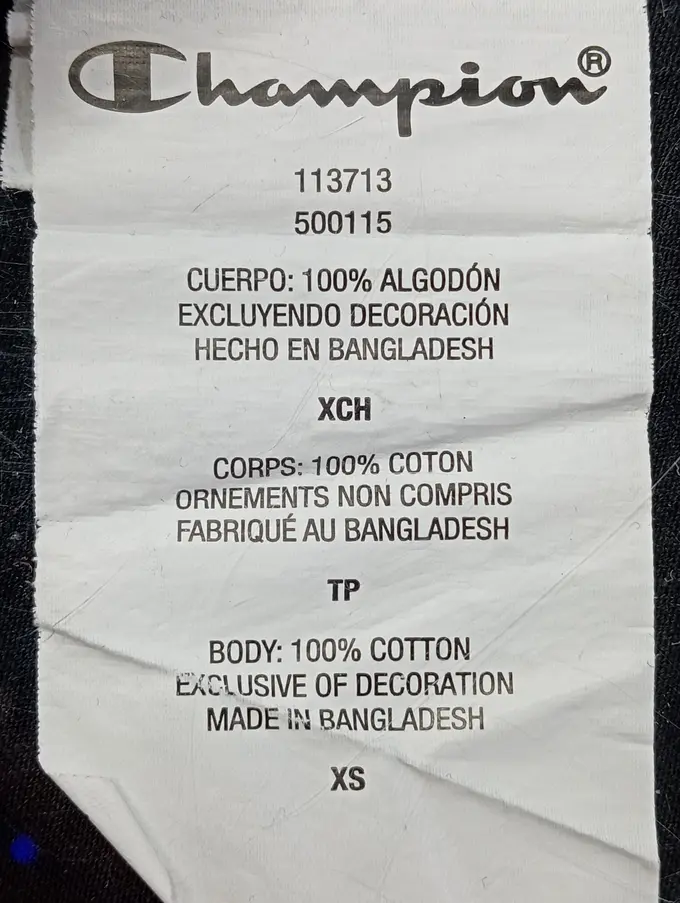 Champion®
113713
500115
CUERPO: 100% ALGODÓN
EXCLUYENDO DECORACIÓN
HECHO EN BANGLADESH
XCH
CORPS: 100% COTON
ORNEMENTS NON COMPRIS
FABRIQUÉ AU BANGLADESH
TP
BODY: 100% COTTON
EXCLUSIVE OF DECORATION
MADE IN BANGLADESH
XS